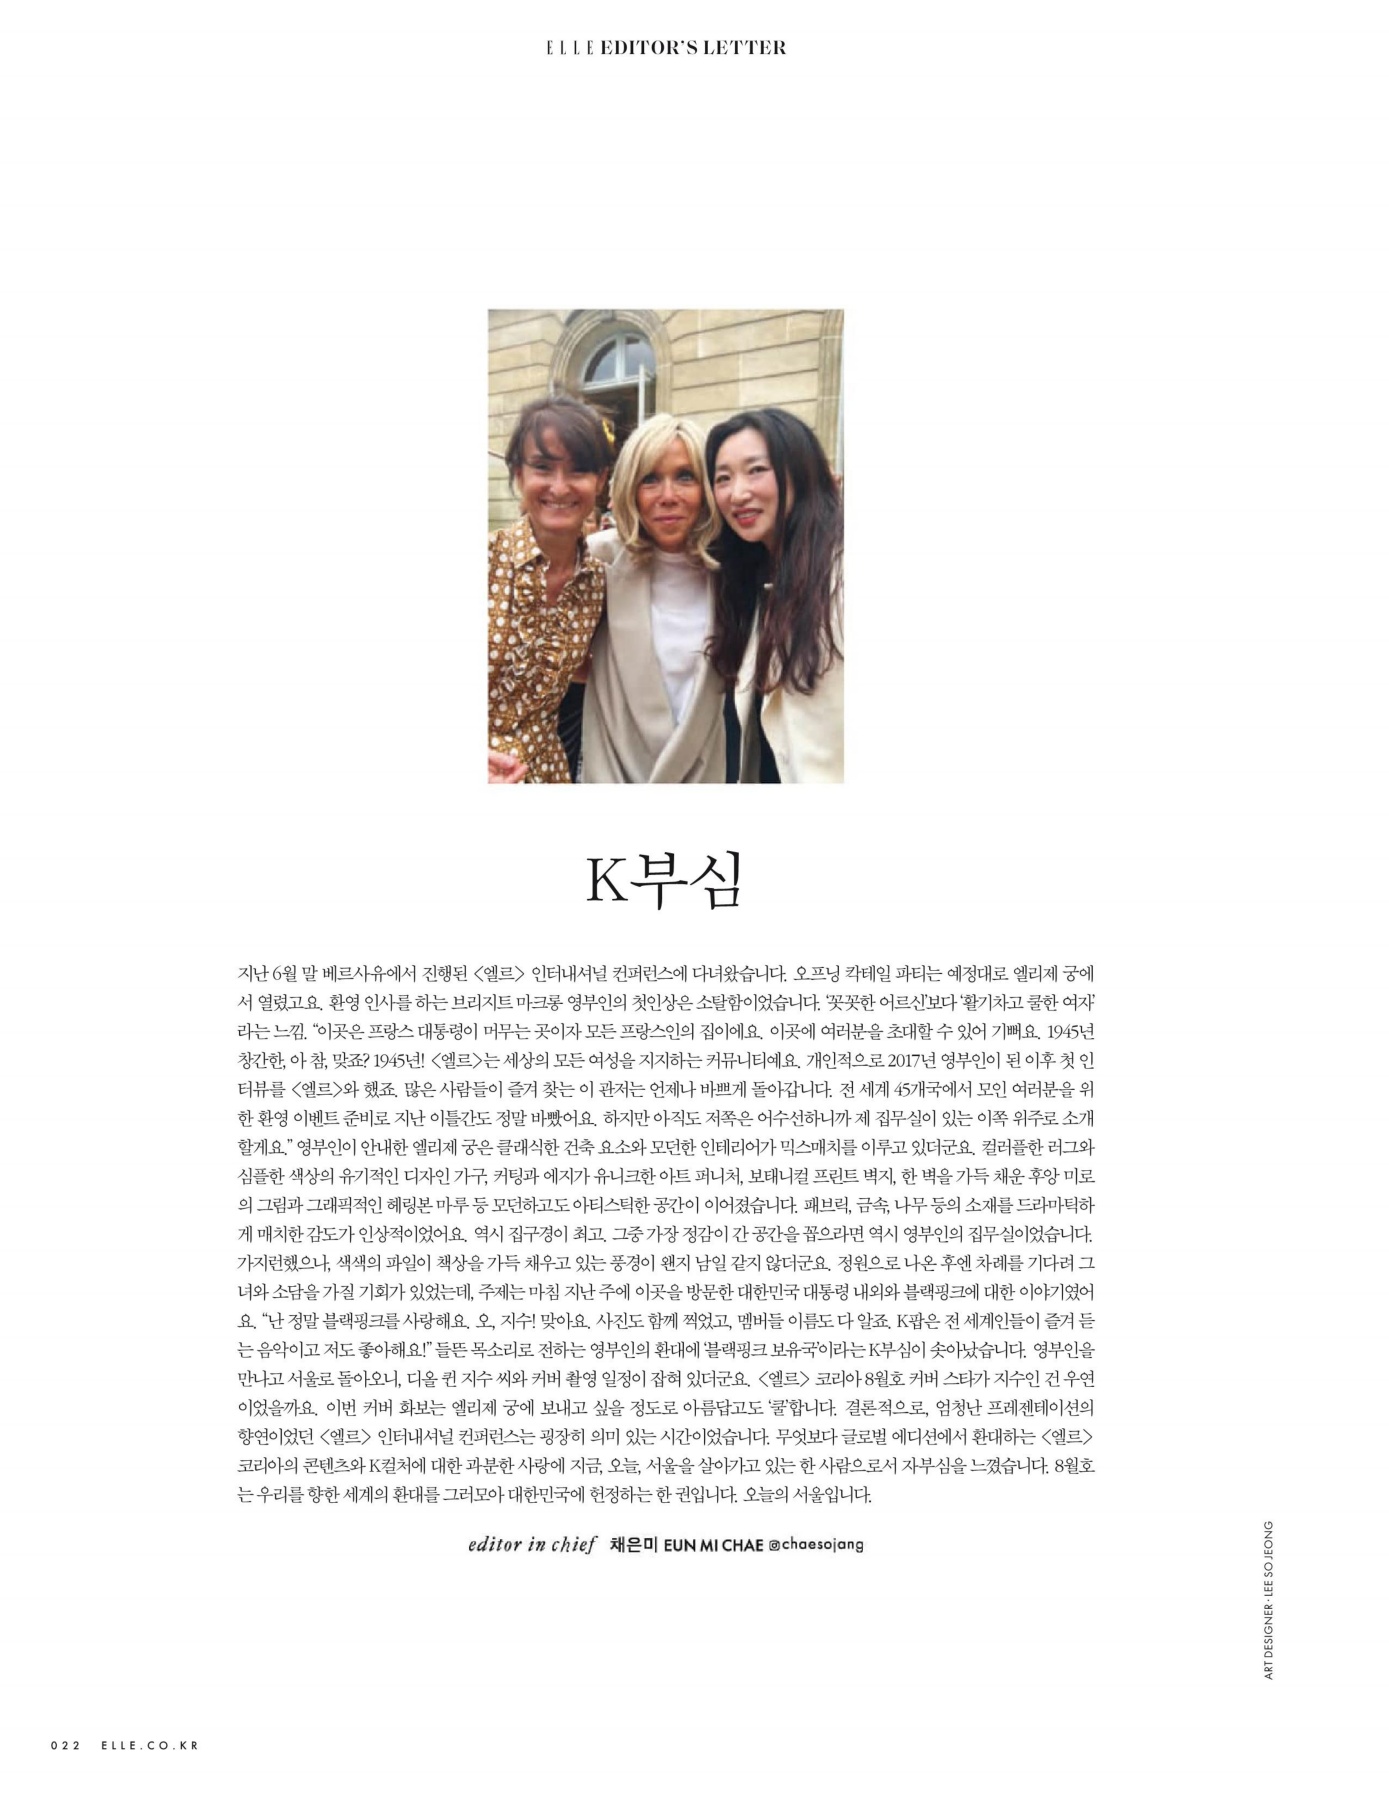 ELLE EDITOR'S LETTER
K부심
지난 6월 말 베르사유에서 진행된 <엘르> 인터내셔널 컨퍼런스에 다녀왔습니다. 오프닝 칵테일 파티는 예정대로 엘리제 궁에
서 열렸고요. 환영 인사를 하는 브리지트 마크롱 영부인의 첫인상은 소탈함이었습니다. ‘꼿꼿한 어르신’보다 ‘활기차고 쿨한 여자’
라는 느낌. “이곳은 프랑스 대통령이 머무는 곳이자 모든 프랑스인의 집이에요. 이곳에 여러분을 초대할 수 있어 기뻐요. 1945년
창간한, 아 참, 맞죠? 1945년! <엘르>는 세상의 모든 여성을 지지하는 커뮤니티예요. 개인적으로 2017년 영부인이 된 이후 첫 인
터뷰를 <엘르>와 했죠. 많은 사람들이 즐겨 찾는 이 관저는 언제나 바쁘게 돌아갑니다. 전 세계 45개국에서 모인 여러분을 위
한 환영 이벤트 준비로 지난 이틀간도 정말 바빴어요. 하지만 아직도 저쪽은 어수선하니까 제 집무실이 있는 이쪽 위주로 소개
할게요.” 영부인이 안내한 엘리제 궁은 클래식한 건축 요소와 모던한 인테리어가 믹스매치를 이루고 있더군요. 컬러풀한 러그와
심플한 색상의 유기적인 디자인 가구, 커팅과 에지가 유니크한 아트 퍼니처, 보태니컬 프린트 벽지, 한 벽을 가득 채운 후앙 미로
의 그림과 그래픽적인 헤링본 마루 등 모던하고도 아티스틱한 공간이 이어졌습니다. 패브릭, 금속, 나무 등의 소재를 드라마틱하
게 매치한 감도가 인상적이었어요. 역시 집구경이 최고. 그중 가장 정감이 간 공간을 꼽으라면 역시 영부인의 집무실이었습니다.
가지런했으나, 색색의 파일이 책상을 가득 채우고 있는 풍경이 왠지 남일 같지 않더군요. 정원으로 나온 후엔 차례를 기다려 그
녀와 소담을 가질 기회가 있었는데, 주제는 마침 지난 주에 이곳을 방문한 대한민국 대통령 내외와 블랙핑크에 대한 이야기였어
요. “난 정말 블랙핑크를 사랑해요. 오, 지수! 맞아요. 사진도 함께 찍었고, 멤버들 이름도 다 알죠. K팝은 전 세계인들이 즐겨 듣
는 음악이고 저도 좋아해요!” 들뜬 목소리로 전하는 영부인의 환대에 ‘블랙핑크 보유국’이라는 K부심이 솟아났습니다. 영부인을
만나고 서울로 돌아오니, 디올 퀸 지수 씨와 커버 촬영 일정이 잡혀 있더군요. <엘르> 코리아 8월호 커버 스타가 지수인 건 우연
이었을까요. 이번 커버 화보는 엘리제 궁에 보내고 싶을 정도로 아름답고도 ‘쿨’합니다. 결론적으로, 엄청난 프레젠테이션의
향연이었던 <엘르> 인터내셔널 컨퍼런스는 굉장히 의미 있는 시간이었습니다. 무엇보다 글로벌 에디션에서 환대하는 <엘르>
코리아의 콘텐츠와 K컬처에 대한 과분한 사랑에 지금, 오늘, 서울을 살아가고 있는 한 사람으로서 자부심을 느꼈습니다. 8월호
는 우리를 향한 세계의 환대를 그러모아 대한민국에 헌정하는 한 권입니다. 오늘의 서울입니다.
editor in chief 채은미 EUN MI CHAE @chaesojang
ART DESIGNER · LEE SO JEONG
022 ELLE.CO.KR